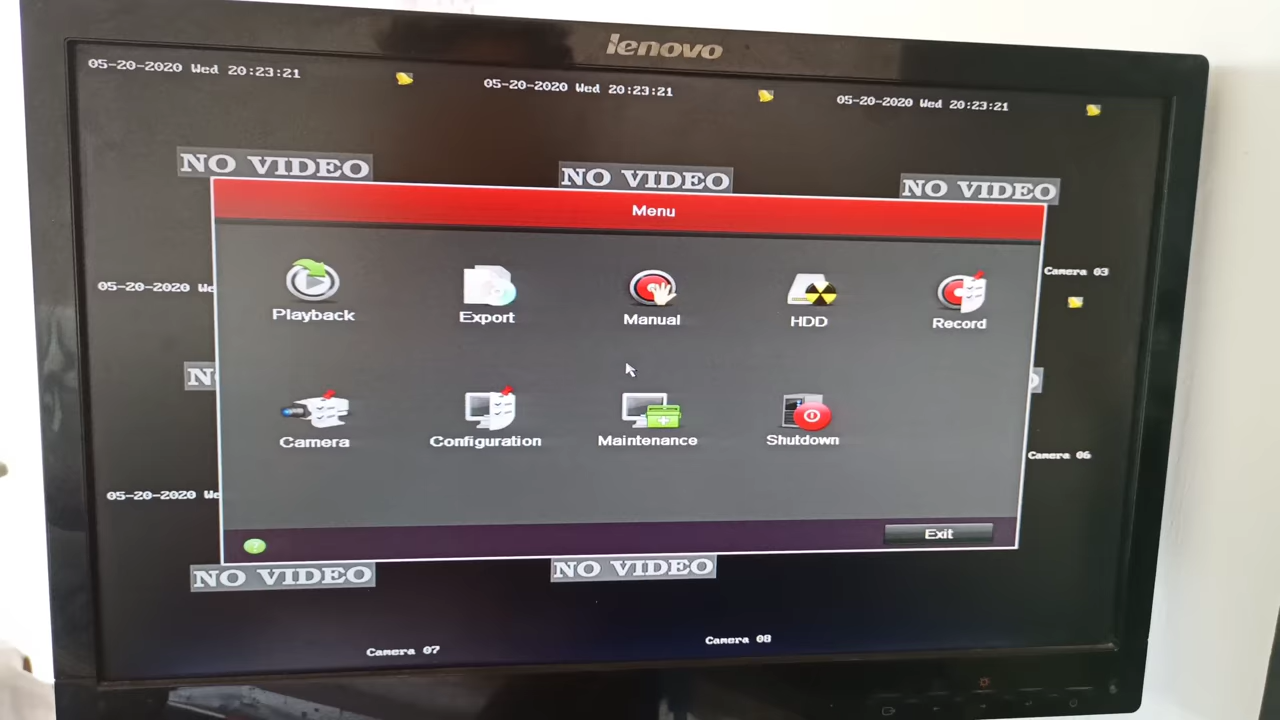 lenovo
05-20-2020 Wed 20:23:21
05-20-2020 Wed 20:23:21
05-20-2020 Wed 20:23:21
NO VIDEO
NO VIDEO
NO VIDEO
Menu
Camera 03
05-20-2020 We
Playback
Export
Manual
HDD
Record
N
O
Camera
Configuration
Maintenance
Shutdown
Camera 06
05-20-2020 We
Exit
?
NO VIDEO
NO VIDEO
Camera 07
Camera 08